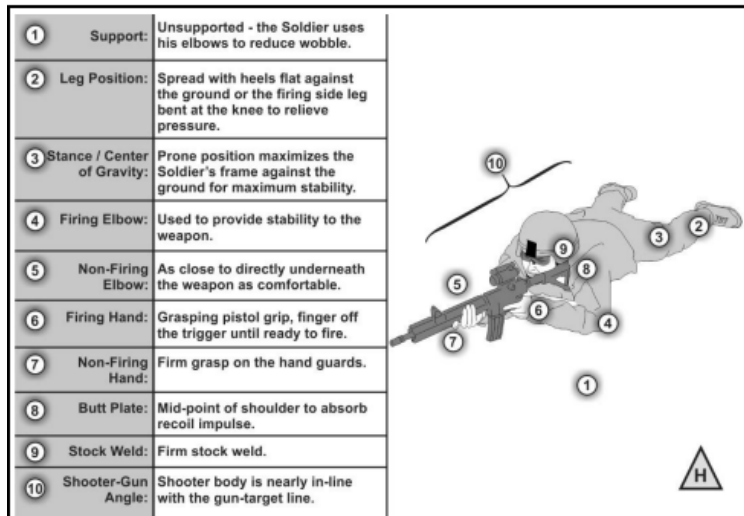 1 Support: Unsupported - the Soldier uses
his elbows to reduce wobble.
2 Leg Position: Spread with heels flat against
the ground or the firing side leg
bent at the knee to relieve
pressure.
3 Stance / Center
of Gravity: Prone position maximizes the
Soldier's frame against the
ground for maximum stability.
4 Firing Elbow: Used to provide stability to the
weapon.
5 Non-Firing
Elbow: As close to directly underneath
the weapon as comfortable.
6 Firing Hand: Grasping pistol grip, finger off
the trigger until ready to fire.
7 Non-Firing
Hand: Firm grasp on the hand guards.
8 Butt Plate: Mid-point of shoulder to absorb
recoil impulse.
9 Stock Weld: Firm stock weld.
10 Shooter-Gun
Angle: Shooter body is nearly in-line
with the gun-target line.
10
2
3
9
8
5
6
4
7
1
H